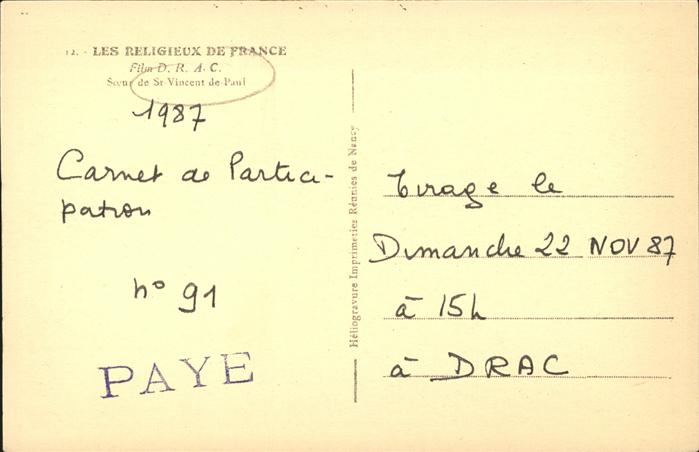 12. - LES RELIGIEUX DE FRANCE
Film D. R. A. C.
Sœur de St-Vincent de-Paul
1987
Carnet de Partici-
pation
n° 91
PAYE
Héliogravure Imprimeries Réunies de Nancy
Tirage le
Dimanche 22 NOV 87
à 15h
à DRAC